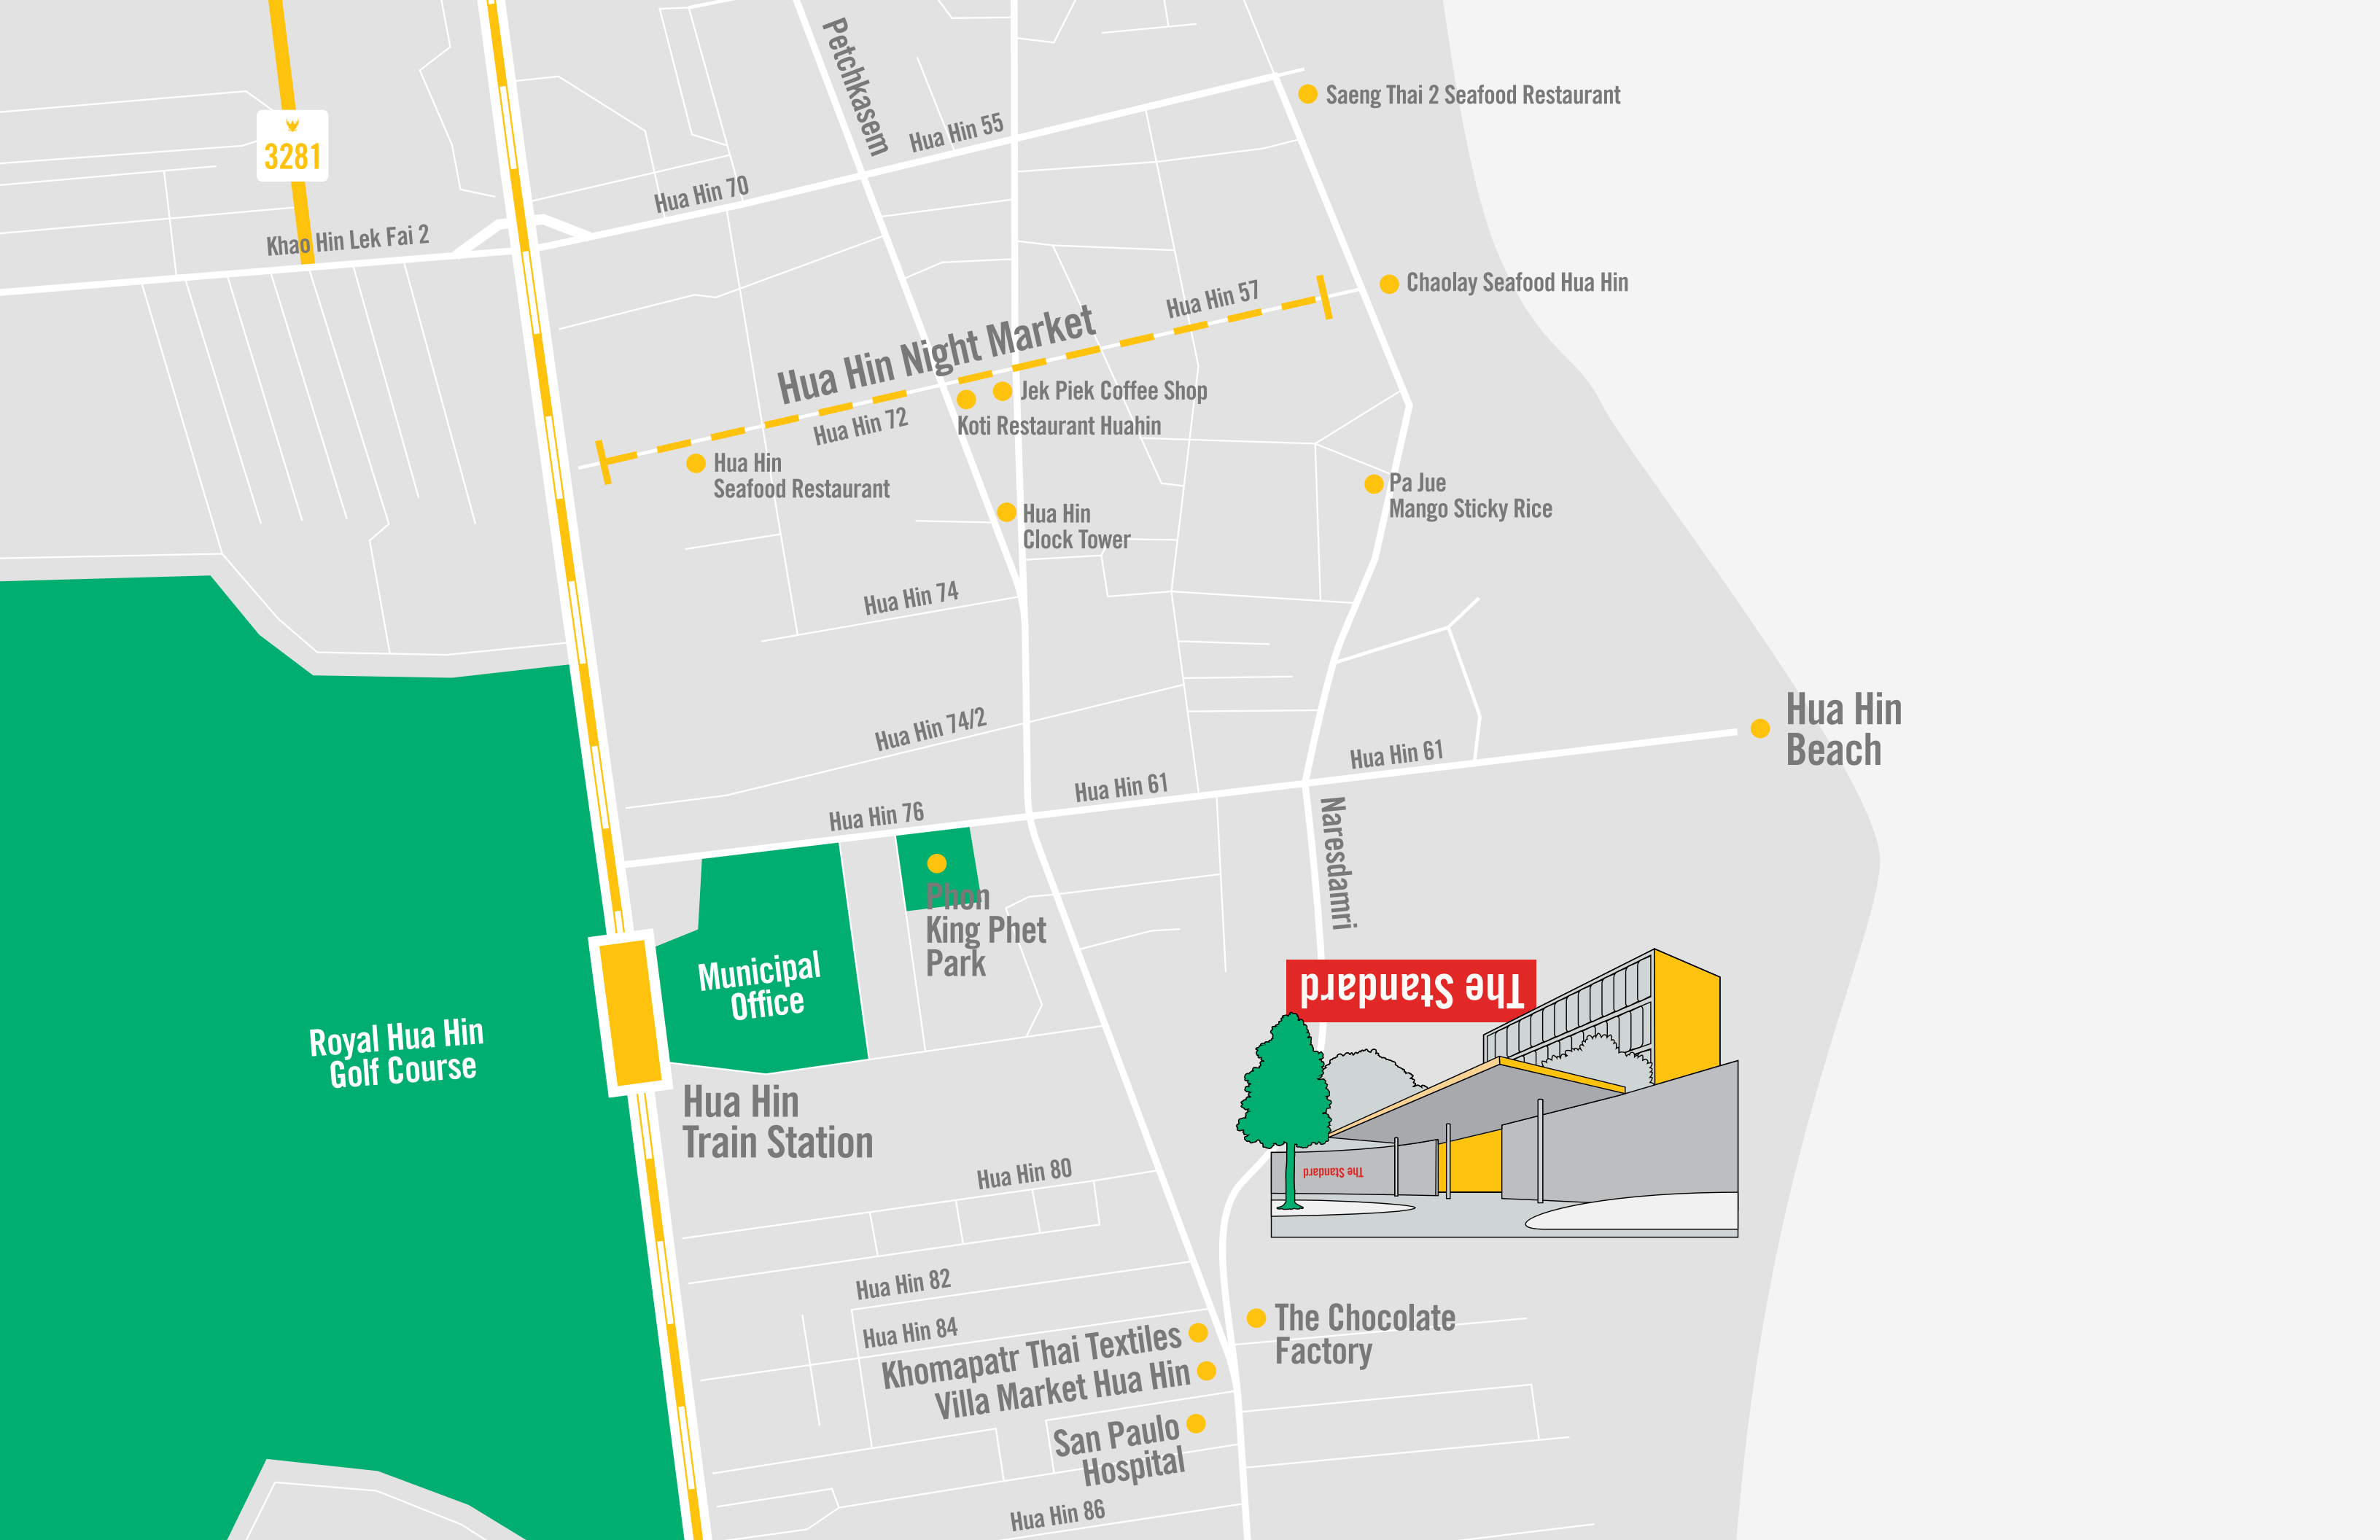 Petchkasem
Saeng Thai 2 Seafood Restaurant
Hua Hin 55
3281
Hua Hin 70
Khao Hin Lek Fai 2
Chaolay Seafood Hua Hin
Hua Hin 57
Hua Hin Night Market
Jek Piek Coffee Shop
Koti Restaurant Huahin
Hua Hin 72
Hua Hin
Seafood Restaurant
Pa Jue
Mango Sticky Rice
Hua Hin
Clock Tower
Hua Hin 74
Hua Hin
Beach
Hua Hin 74/2
Hua Hin 61
Hua Hin 61
Hua Hin 76
Naresdamri
Phon
King Phet
Park
Municipal
Office
The Standard
Royal Hua Hin
Golf Course
Hua Hin
Train Station
The Standard
Hua Hin 80
Hua Hin 82
The Chocolate
Factory
Hua Hin 84
Khomapatr Thai Textiles
Villa Market Hua Hin
San Paulo
Hospital
Hua Hin 86